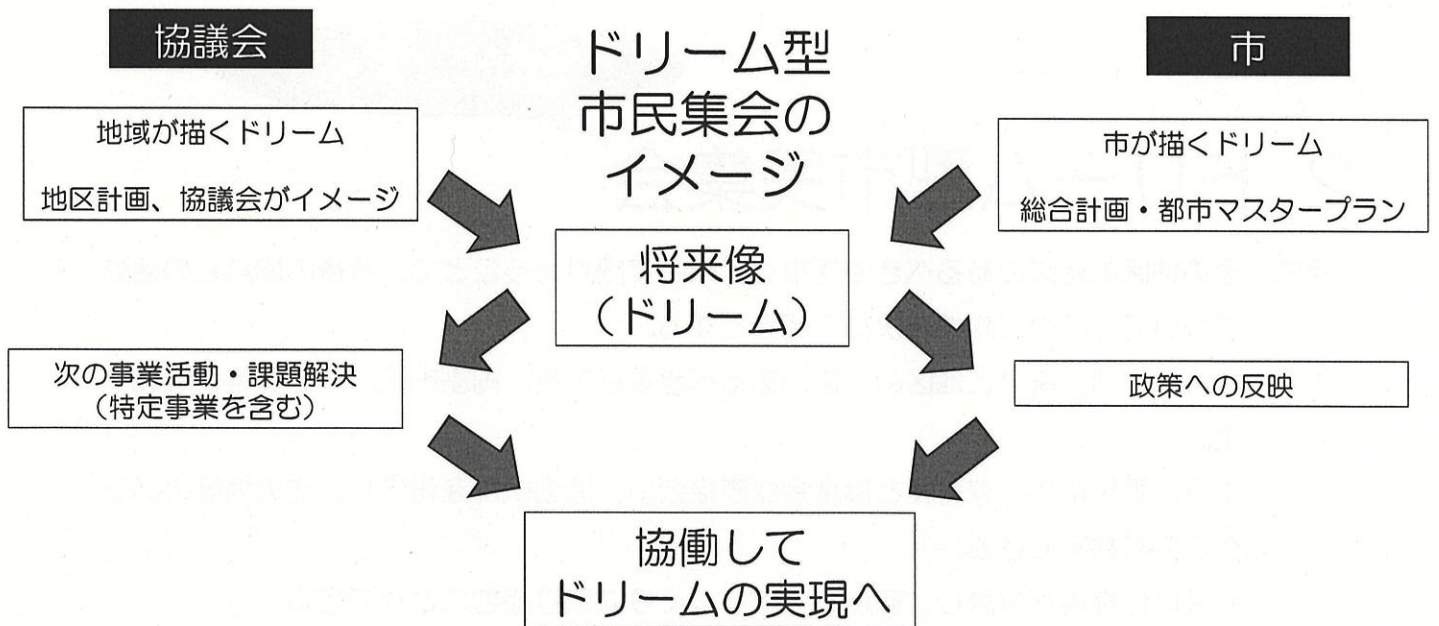 協議会
ドリーム型
市民集会の
イメージ
市
地域が描くドリーム
地区計画、協議会がイメージ
市が描くドリーム
総合計画・都市マスタープラン
将来像
（ドリーム）
次の事業活動・課題解決
（特定事業を含む）
政策への反映
協働して
ドリームの実現へ